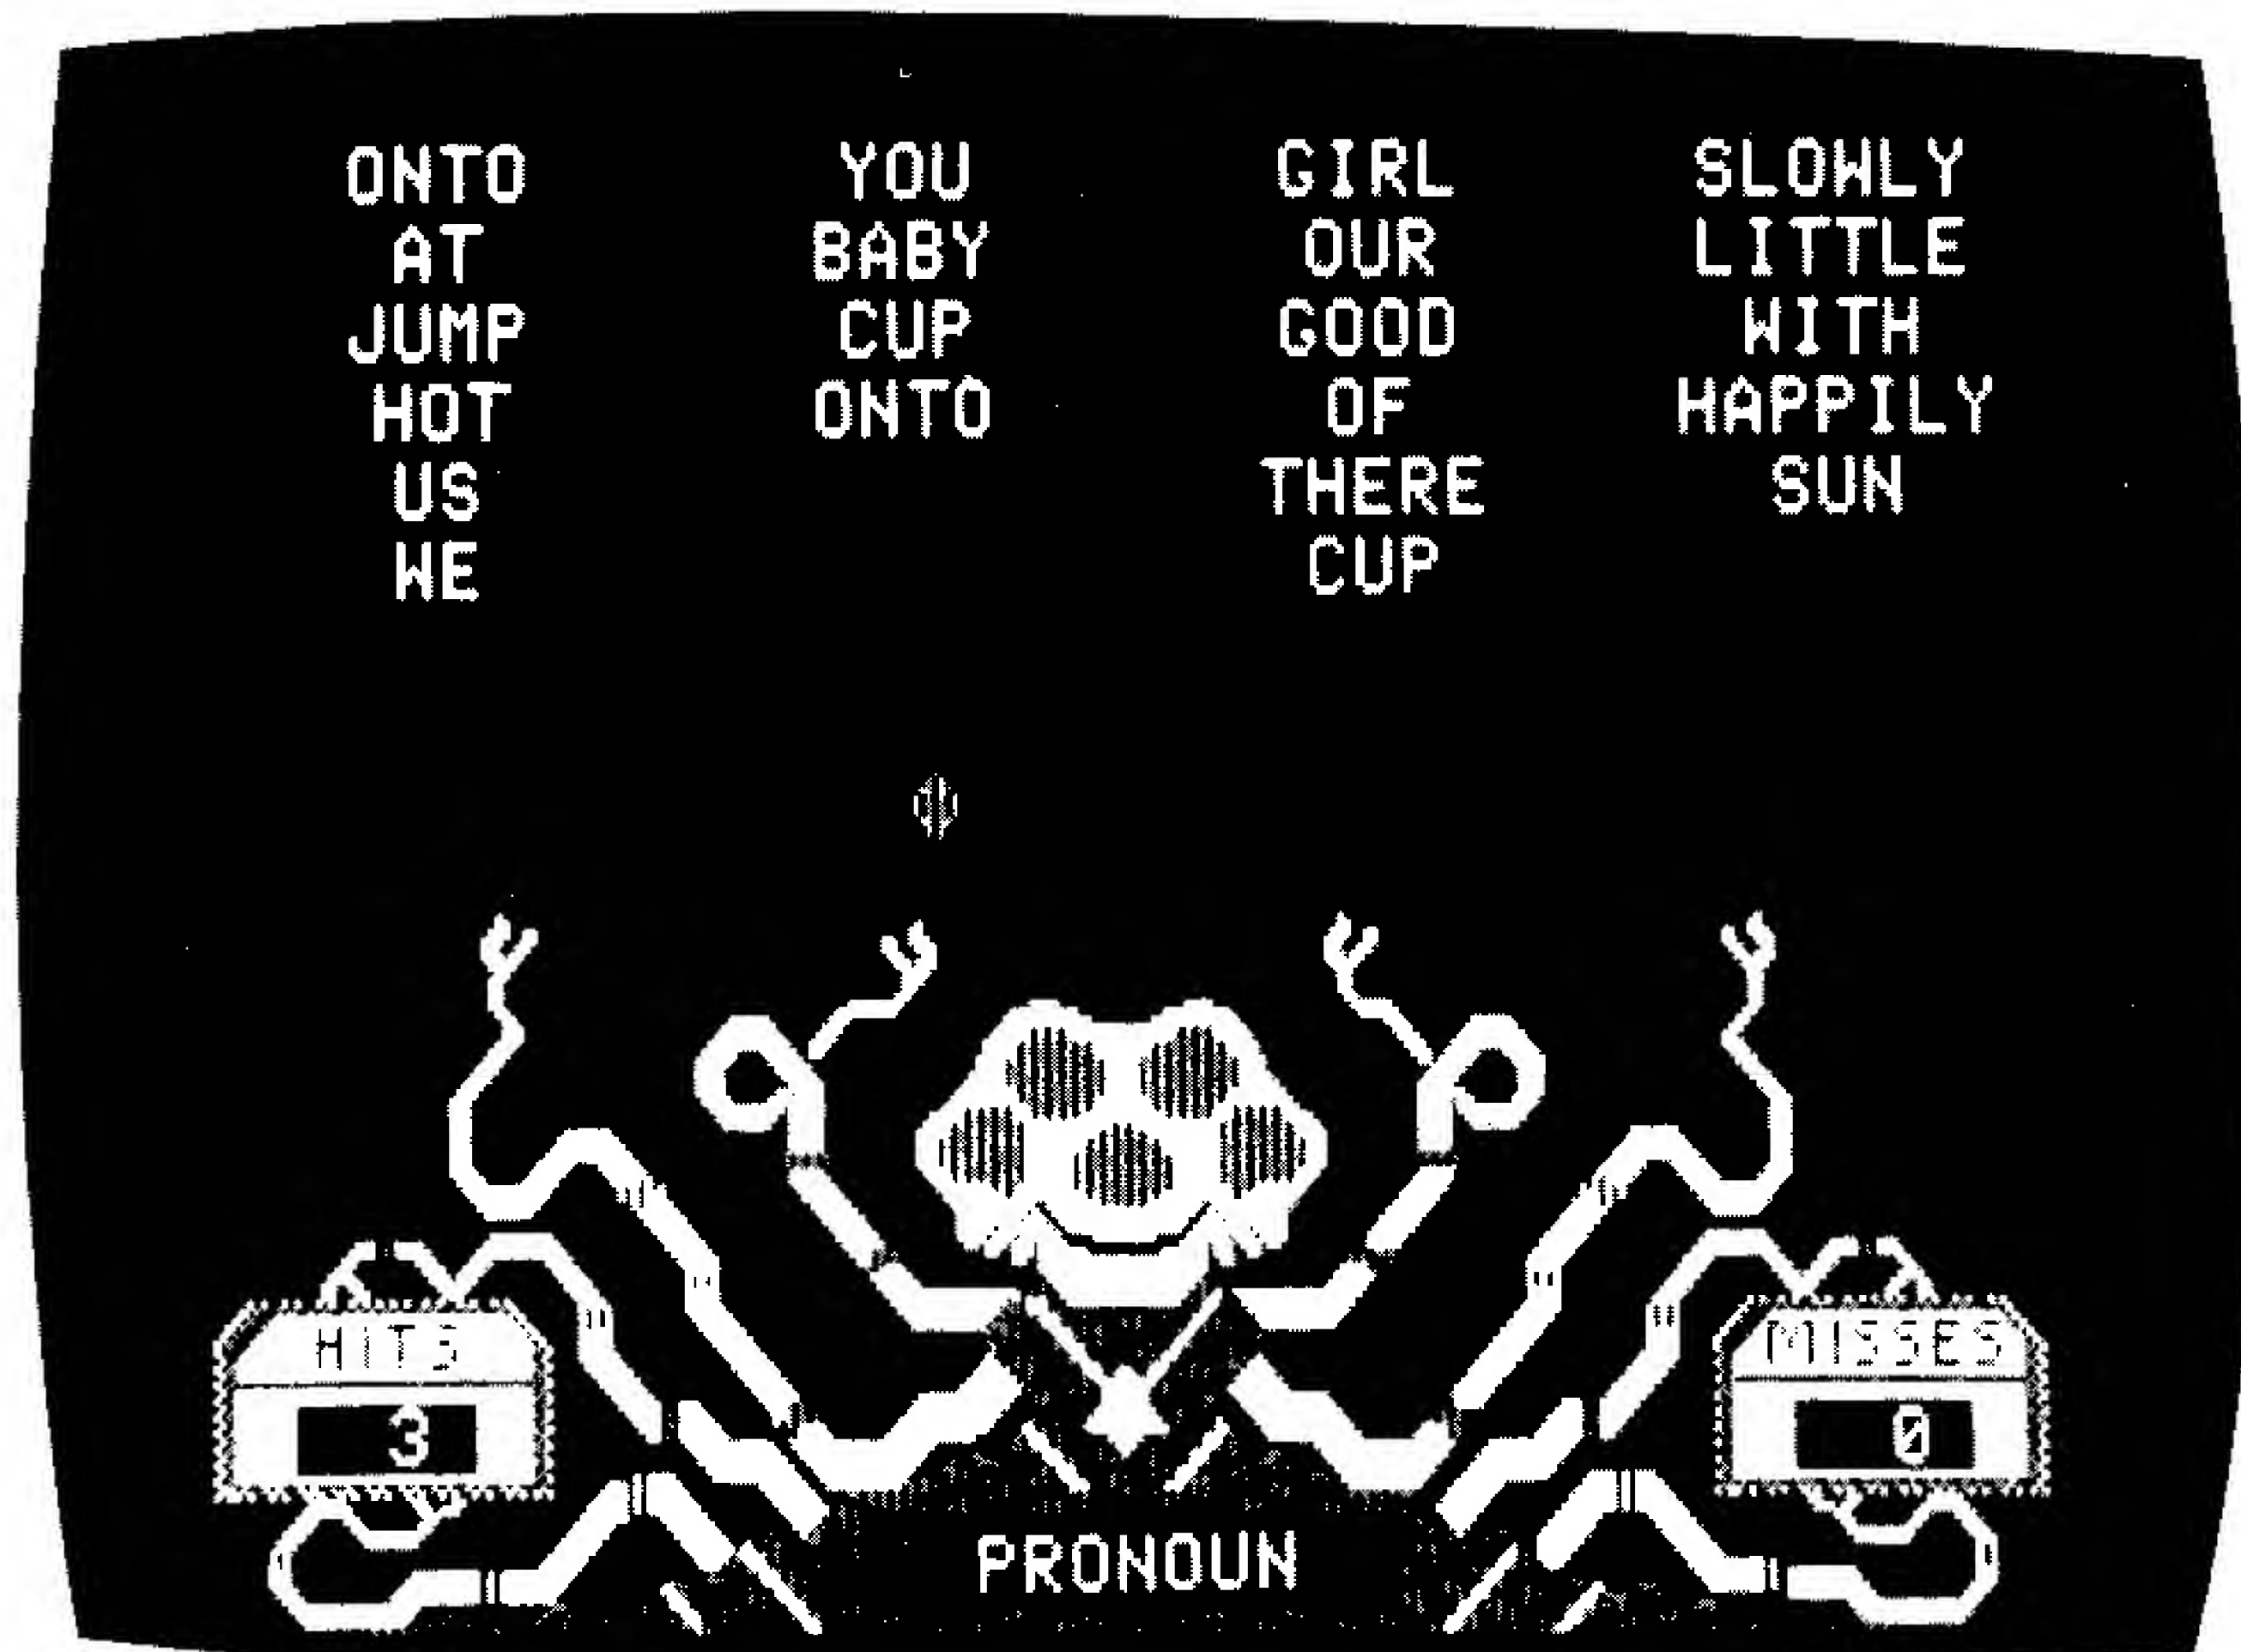 ONTO YOU GIRL SLOWLY
AT BABY OUR LITTLE
JUMP CUP GOOD WITH
HOT ONTO OF HAPPILY
US THERE SUN
WE CUP
HITS MISSES
3 0
PRONOUN